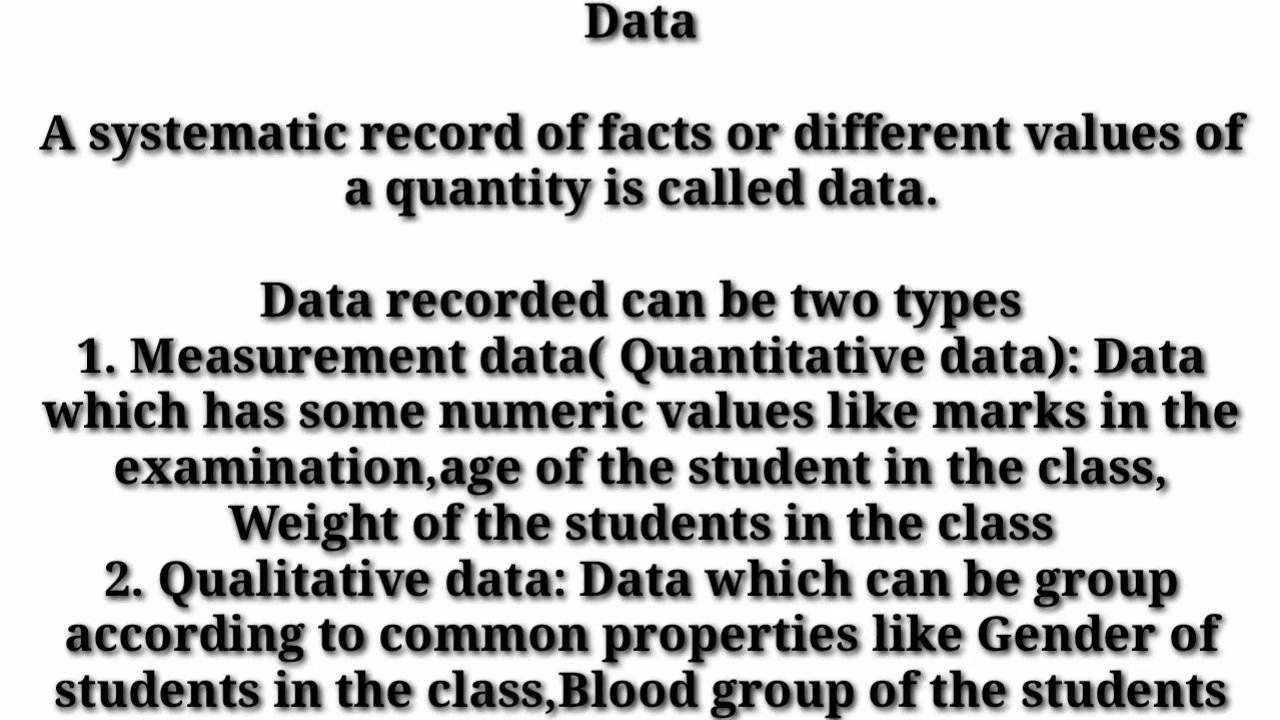 Data
A systematic record of facts or different values of
a quantity is called data.
Data recorded can be two types
1. Measurement data( Quantitative data): Data
which has some numeric values like marks in the
examination,age of the student in the class,
Weight of the students in the class
2. Qualitative data: Data which can be group
according to common properties like Gender of
students in the class,Blood group of the students